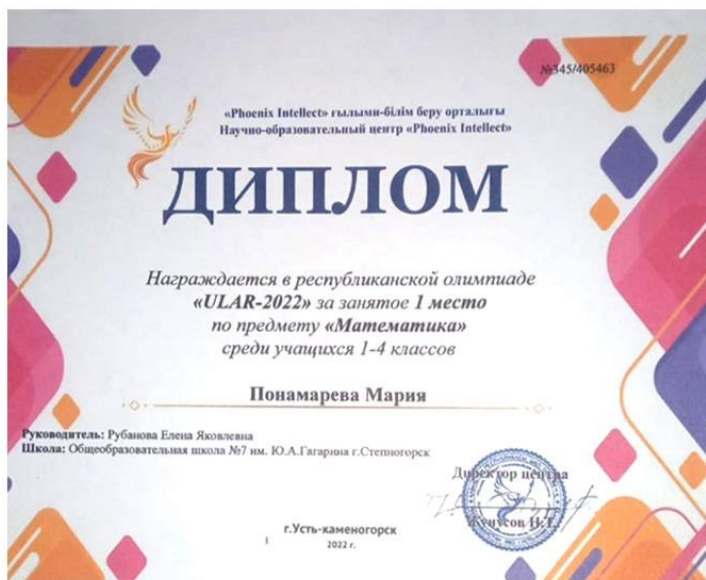 №345/405463
«Phoenix Intellect» ғылыми-білім беру орталығы
Научно-образовательный центр «Phoenix Intellect»
ДИПЛОМ
Награждается в республиканской олимпиаде
«ULAR-2022» за занятое 1 место
по предмету «Математика»
среди учащихся 1-4 классов
Понамарева Мария
Руководитель: Рубанова Елена Яковлевна
Школа: Общеобразовательная школа №7 им. Ю.А.Гагарина г.Степногорск
Директор центра
г.Усть-каменогорск
2022 г.